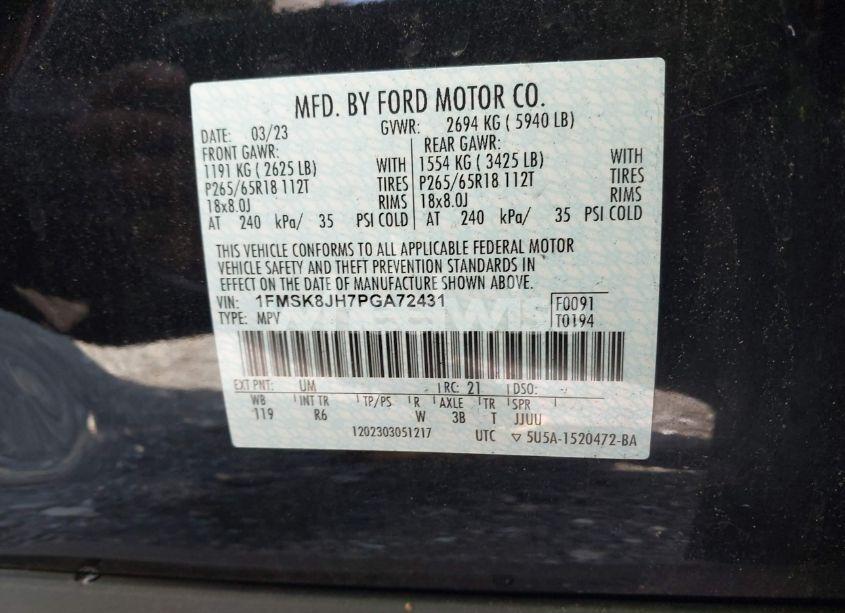 MFD. BY FORD MOTOR CO.
DATE: 03/23 GVWR: 2694 KG ( 5940 LB)
FRONT GAWR: REAR GAWR:
1191 KG ( 2625 LB) WITH 1554 KG ( 3425 LB) WITH
P265/65R18 112T TIRES P265/65R18 112T TIRES
18x8.0J RIMS 18x8.0J RIMS
AT 240 kPa/ 35 PSI COLD AT 240 kPa/ 35 PSI COLD
THIS VEHICLE CONFORMS TO ALL APPLICABLE FEDERAL MOTOR
VEHICLE SAFETY AND THEFT PREVENTION STANDARDS IN
EFFECT ON THE DATE OF MANUFACTURE SHOWN ABOVE.
VIN: 1FMSK8JH7PGA72431 F0091
TYPE: MPV T0194
EXT PNT: UM RC: 21 DSO:
WB INT TR TP/PS R AXLE TR SPR
119 R6 W 3B T JJUU
1202303051217 UTC ▽ 5U5A-1520472-BA